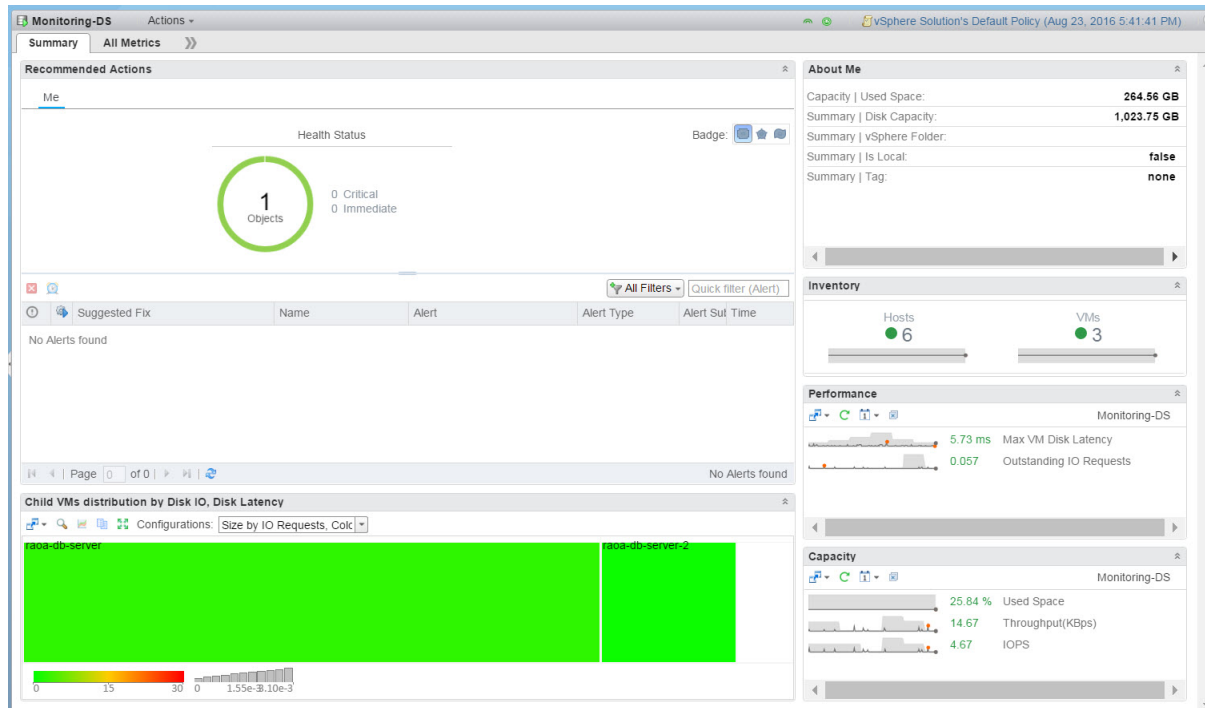 Monitoring-DS Actions vSphere Solution's Default Policy (Aug 23, 2016 5:41:41 PM)
Summary All Metrics
Recommended Actions
Me
Health Status
Badge:
1
Objects
0 Critical
0 Immediate
All Filters Quick filter (Alert)
Suggested Fix Name Alert Alert Type Alert Sul Time
No Alerts found
Page 0 of 0 No Alerts found
Child VMs distribution by Disk IO, Disk Latency
Configurations: Size by IO Requests, Colc
raoa-db-server raoa-db-server-2
0 15 30 0 1.55e-3 3.10e-3
About Me
Capacity | Used Space: 264.56 GB
Summary | Disk Capacity: 1,023.75 GB
Summary | vSphere Folder:
Summary | Is Local: false
Summary | Tag: none
Inventory
Hosts VMs
6 3
Performance
1 Monitoring-DS
5.73 ms Max VM Disk Latency
0.057 Outstanding IO Requests
Capacity
1 Monitoring-DS
25.84 % Used Space
14.67 Throughput(KBps)
4.67 IOPS